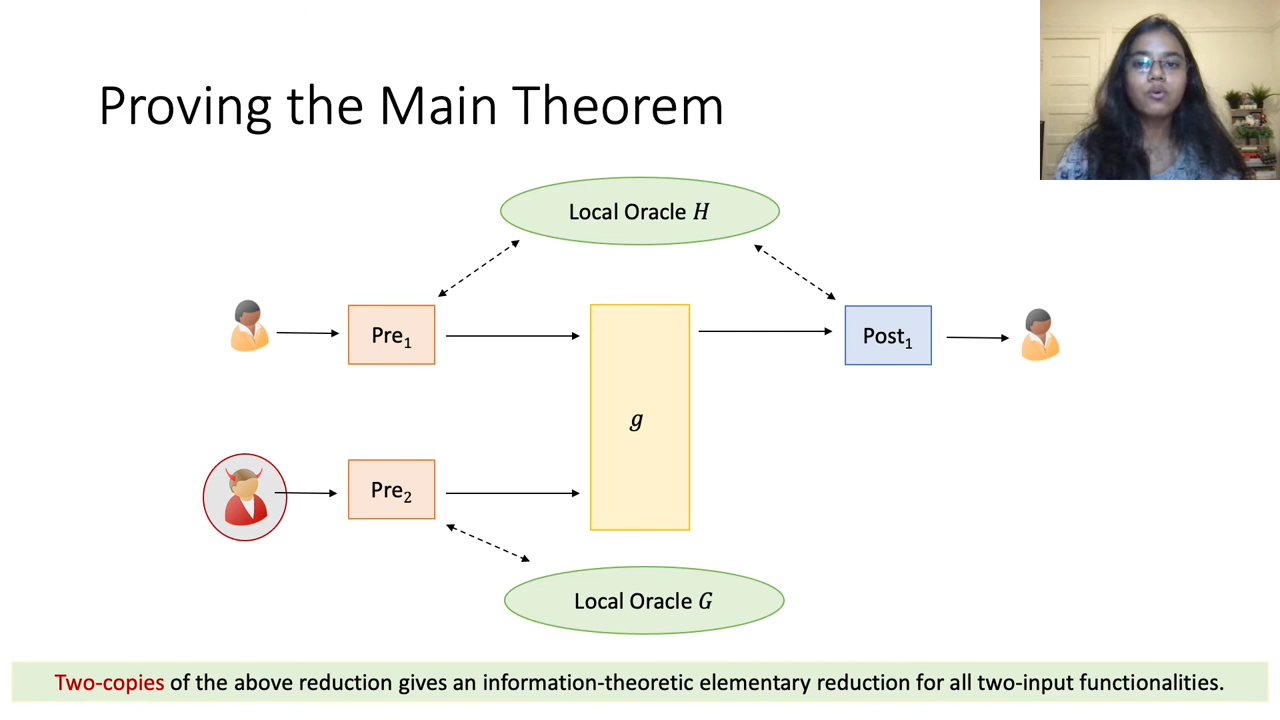 Proving the Main Theorem
Local Oracle H
Pre₁
Post₁
g
Pre₂
Local Oracle G
Two-copies of the above reduction gives an information-theoretic elementary reduction for all two-input functionalities.